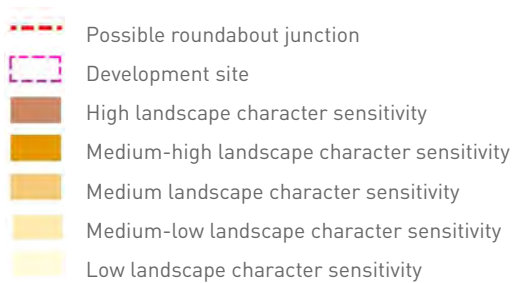 Possible roundabout junction
Development site
High landscape character sensitivity
Medium-high landscape character sensitivity
Medium landscape character sensitivity
Medium-low landscape character sensitivity
Low landscape character sensitivity